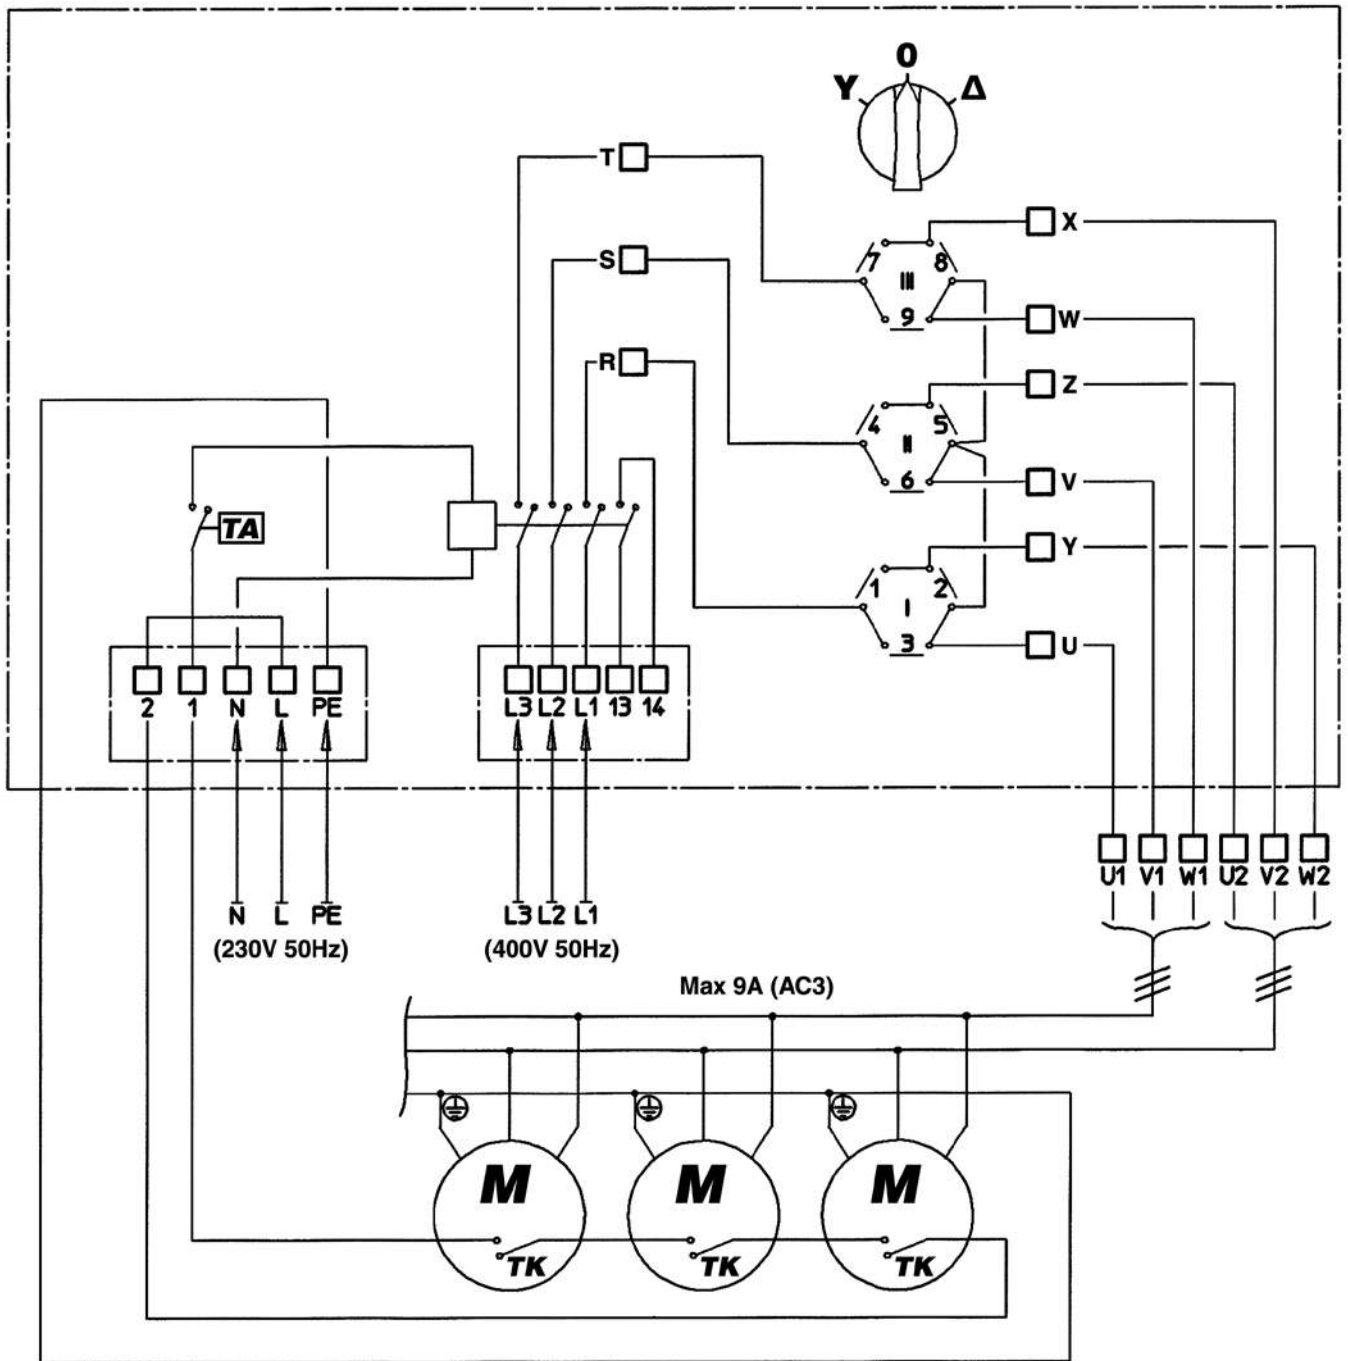 0
Y Δ
T
X
7 8
S
III
9 W
R
Z
4 5
II
6 V
TA
Y
1 2
I
3 U
2 1 N L PE
L3 L2 L1 13 14
U1 V1 W1 U2 V2 W2
N L PE
L3 L2 L1
(230V 50Hz)
(400V 50Hz)
Max 9A (AC3)
M M M
TK TK TK